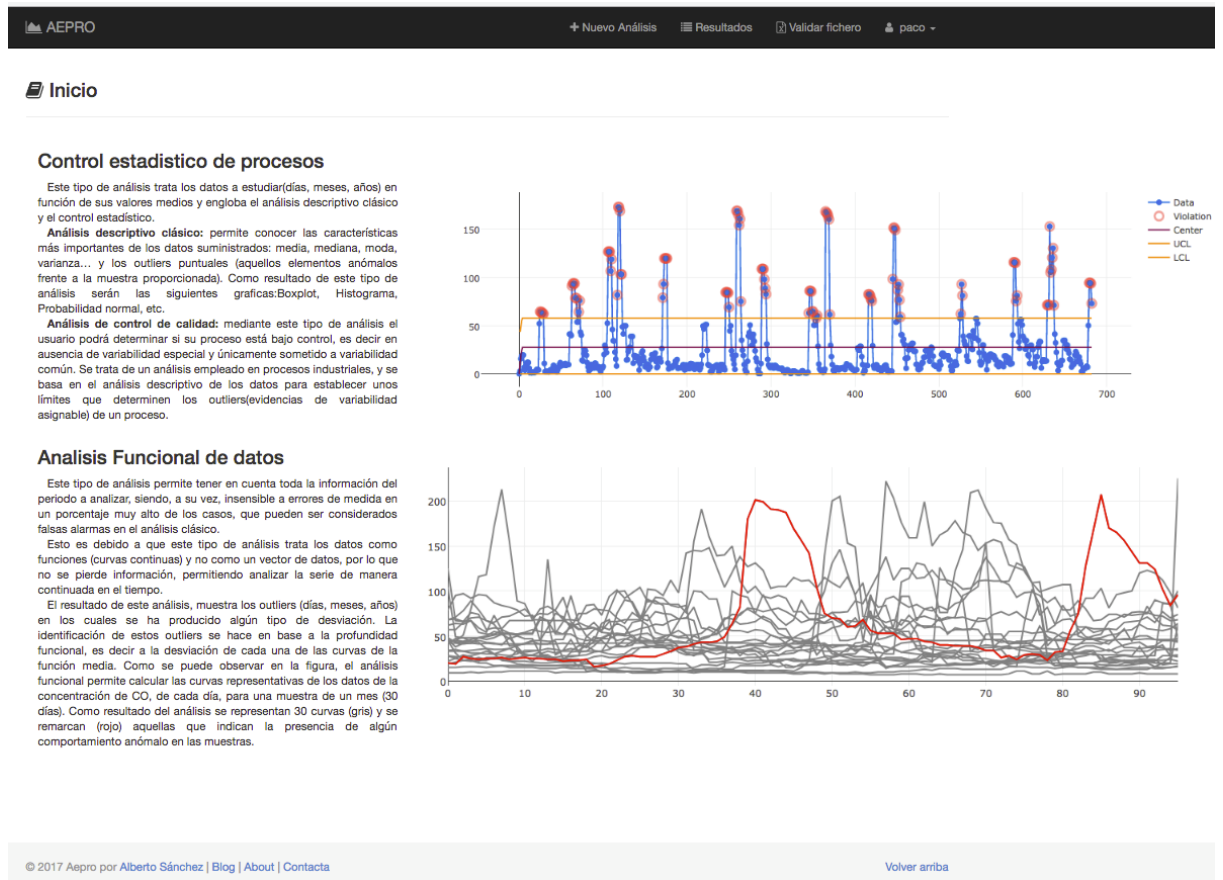 AEPRO
Nuevo Análisis
Resultados
Validar fichero
paco
Inicio
Control estadistico de procesos
Este tipo de análisis trata los datos a estudiar(días, meses, años) en
función de sus valores medios y engloba el análisis descriptivo clásico
y el control estadístico.
Análisis descriptivo clásico: permite conocer las características
más importantes de los datos suministrados: media, mediana, moda,
varianza... y los outliers puntuales (aquellos elementos anómalos
frente a la muestra proporcionada). Como resultado de este tipo de
análisis serán las siguientes graficas:Boxplot, Histograma,
Probabilidad normal, etc.
Análisis de control de calidad: mediante este tipo de análisis el
usuario podrá determinar si su proceso está bajo control, es decir en
ausencia de variabilidad especial y únicamente sometido a variabilidad
común. Se trata de un análisis empleado en procesos industriales, y se
basa en el análisis descriptivo de los datos para establecer unos
límites que determinen los outliers(evidencias de variabilidad
asignable) de un proceso.
150
100
50
0
0 100 200 300 400 500 600 700
Data
Violation
Center
UCL
LCL
Analisis Funcional de datos
Este tipo de análisis permite tener en cuenta toda la información del
periodo a analizar, siendo, a su vez, insensible a errores de medida en
un porcentaje muy alto de los casos, que pueden ser considerados
falsas alarmas en el análisis clásico.
Esto es debido a que este tipo de análisis trata los datos como
funciones (curvas continuas) y no como un vector de datos, por lo que
no se pierde información, permitiendo analizar la serie de manera
continuada en el tiempo.
El resultado de este análisis, muestra los outliers (días, meses, años)
en los cuales se ha producido algún tipo de desviación. La
identificación de estos outliers se hace en base a la profundidad
funcional, es decir a la desviación de cada una de las curvas de la
función media. Como se puede observar en la figura, el análisis
funcional permite calcular las curvas representativas de los datos de la
concentración de CO, de cada día, para una muestra de un mes (30
días). Como resultado del análisis se representan 30 curvas (gris) y se
remarcan (rojo) aquellas que indican la presencia de algún
comportamiento anómalo en las muestras.
200
150
100
50
0
0 10 20 30 40 50 60 70 80 90
© 2017 Aepro por Alberto Sánchez | Blog | About | Contacta
Volver arriba